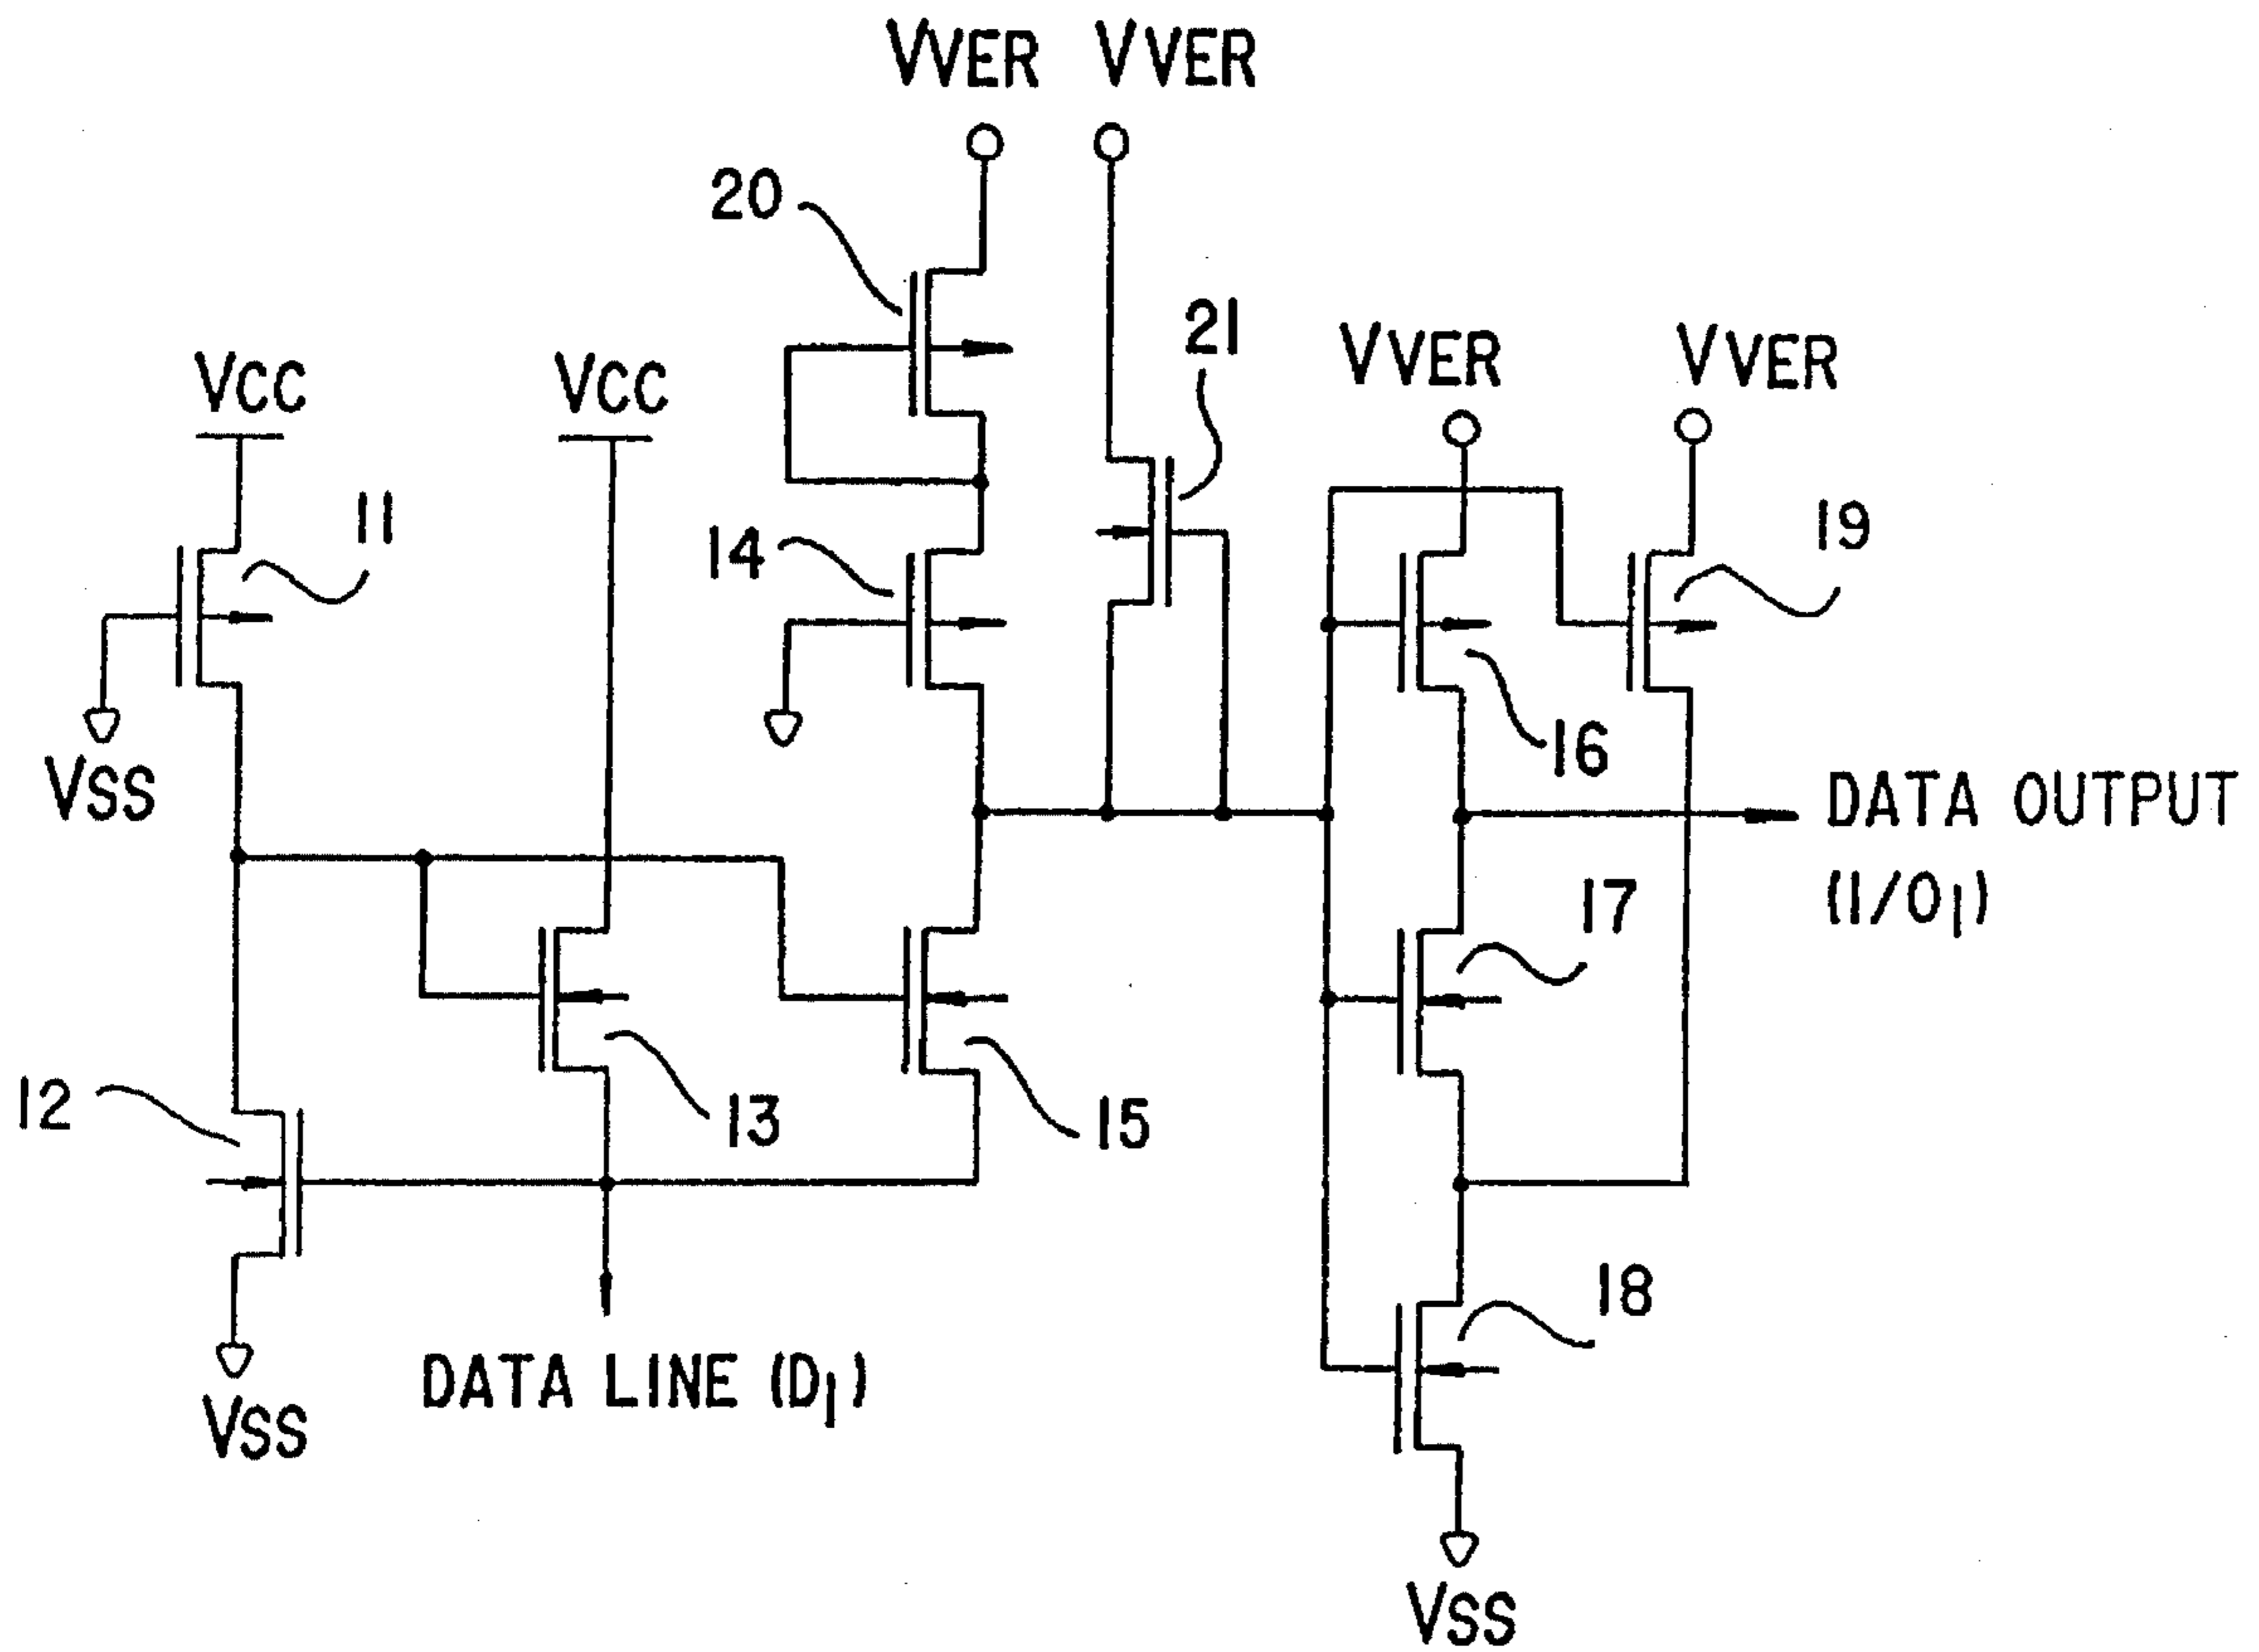 VVER VVER
20
21
VVER VVER
VCC VCC
11
14
19
16
VSS
DATA OUTPUT
(I/O1)
17
12
13
15
18
DATA LINE (D1)
VSS
VSS